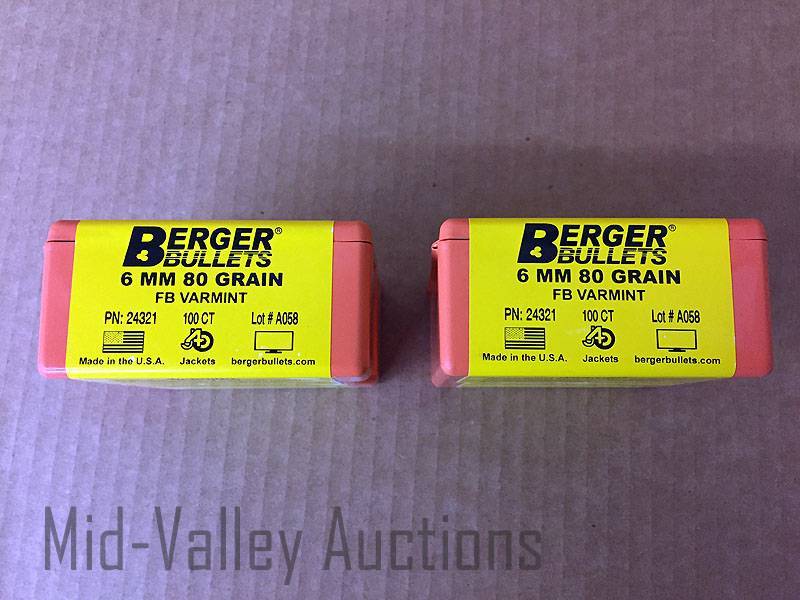 BERGER®
BULLETS
6 MM 80 GRAIN
FB VARMINT
PN: 24321 100 CT Lot # A058
Made in the U.S.A. J4 Jackets bergerbullets.com
BERGER®
BULLETS
6 MM 80 GRAIN
FB VARMINT
PN: 24321 100 CT Lot # A058
Made in the U.S.A. J4 Jackets bergerbullets.com
Mid-Valley Auctions